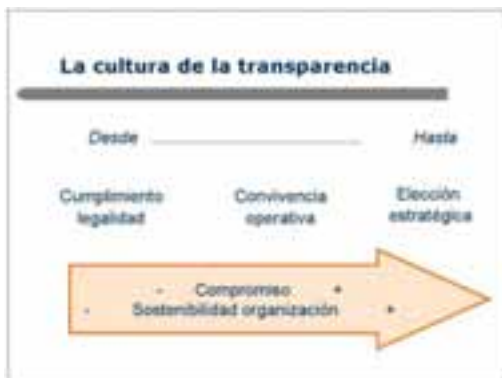 La cultura de la transparencia
Desde Hasta
Cumplimiento Convivencia Elección
legalidad operativa estratégica
- Compromiso +
- Sostenibilidad organización +